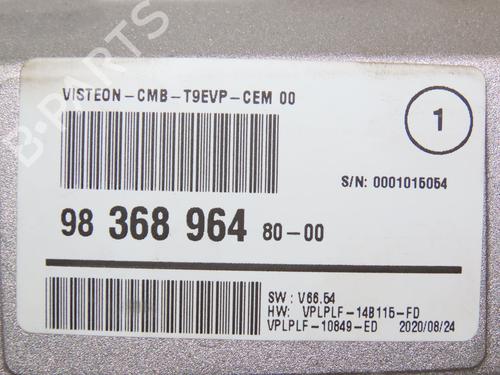 B-PARTS
VISTEON-CMB-T9EVP-CEM 00
1
S/N: 0001015054
98 368 964 80-00
SW: V66.54
HW: VPLPLF-14B115-FD
VPLPLF-10849-ED 2020/08/24